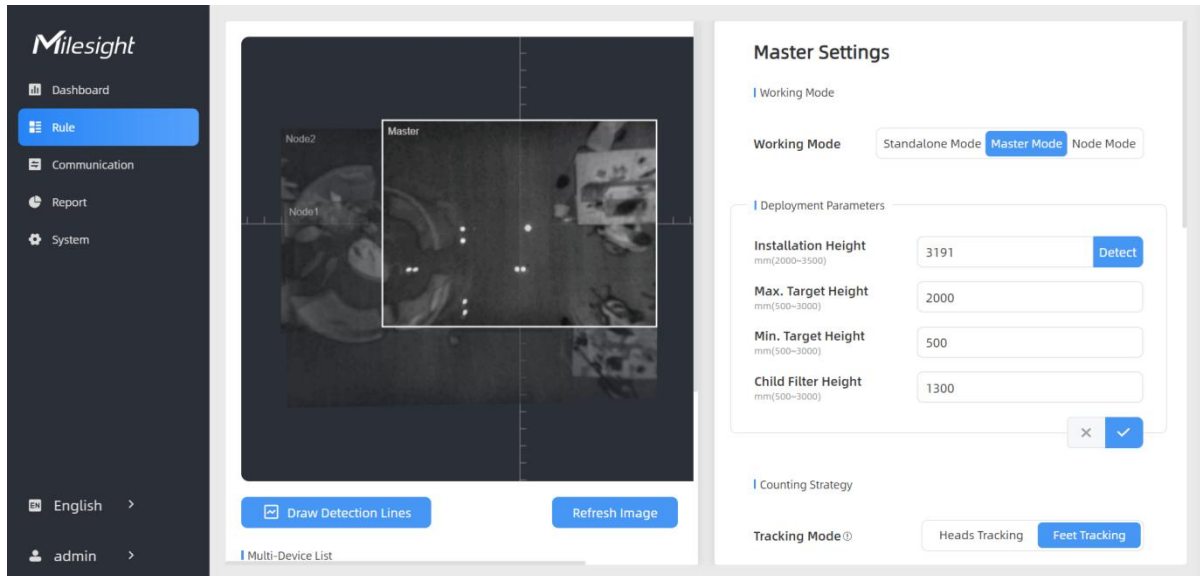 Milesight
Dashboard
Rule
Communication
Report
System
EN English >
admin >
Node2
Master
Node1
Draw Detection Lines
Refresh Image
Multi-Device List
Master Settings
Working Mode
Working Mode
Standalone Mode Master Mode Node Mode
Deployment Parameters
Installation Height
mm(2000~3500)
3191
Detect
Max. Target Height
mm(500~3000)
2000
Min. Target Height
mm(500~3000)
500
Child Filter Height
mm(500~3000)
1300
Counting Strategy
Tracking Mode
Heads Tracking Feet Tracking